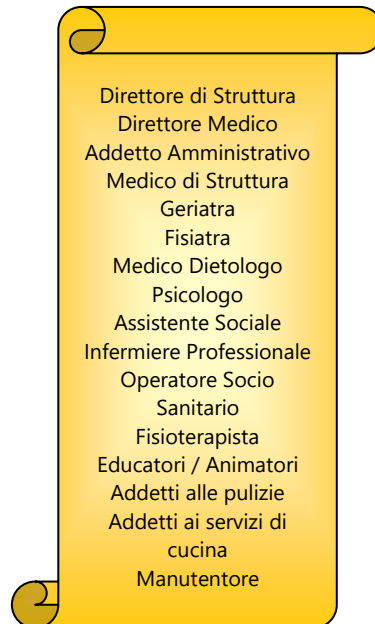 Direttore di Struttura
Direttore Medico
Addetto Amministrativo
Medico di Struttura
Geriatra
Fisiatra
Medico Dietologo
Psicologo
Assistente Sociale
Infermiere Professionale
Operatore Socio
Sanitario
Fisioterapista
Educatori / Animatori
Addetti alle pulizie
Addetti ai servizi di
cucina
Manutentore